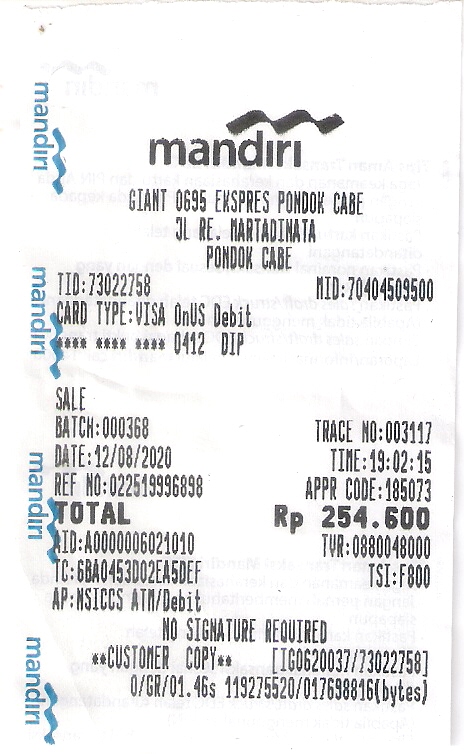 mandiri
GIANT 0695 EKSPRES PONDOK CABE
JL RE. MARTADINATA
PONDOK CABE
TID:73022758 MID:70404509500
CARD TYPE:VISA OnUS Debit
**** **** **** 0412 DIP
SALE
BATCH:000368 TRACE NO:003117
DATE:12/08/2020 TIME:19:02:15
REF NO:022519996898 APPR CODE:185073
TOTAL Rp 254.600
AID:A0000006021010 TVR:0880048000
TC:6BA0453D02EA5DEF TSI:F800
AP:NSICCS ATM/Debit
NO SIGNATURE REQUIRED
**CUSTOMER COPY** [IG0620037/73022758]
0/GR/01.46s 119275520/017698816(bytes)
mandiri
mandiri
mandiri
mandiri